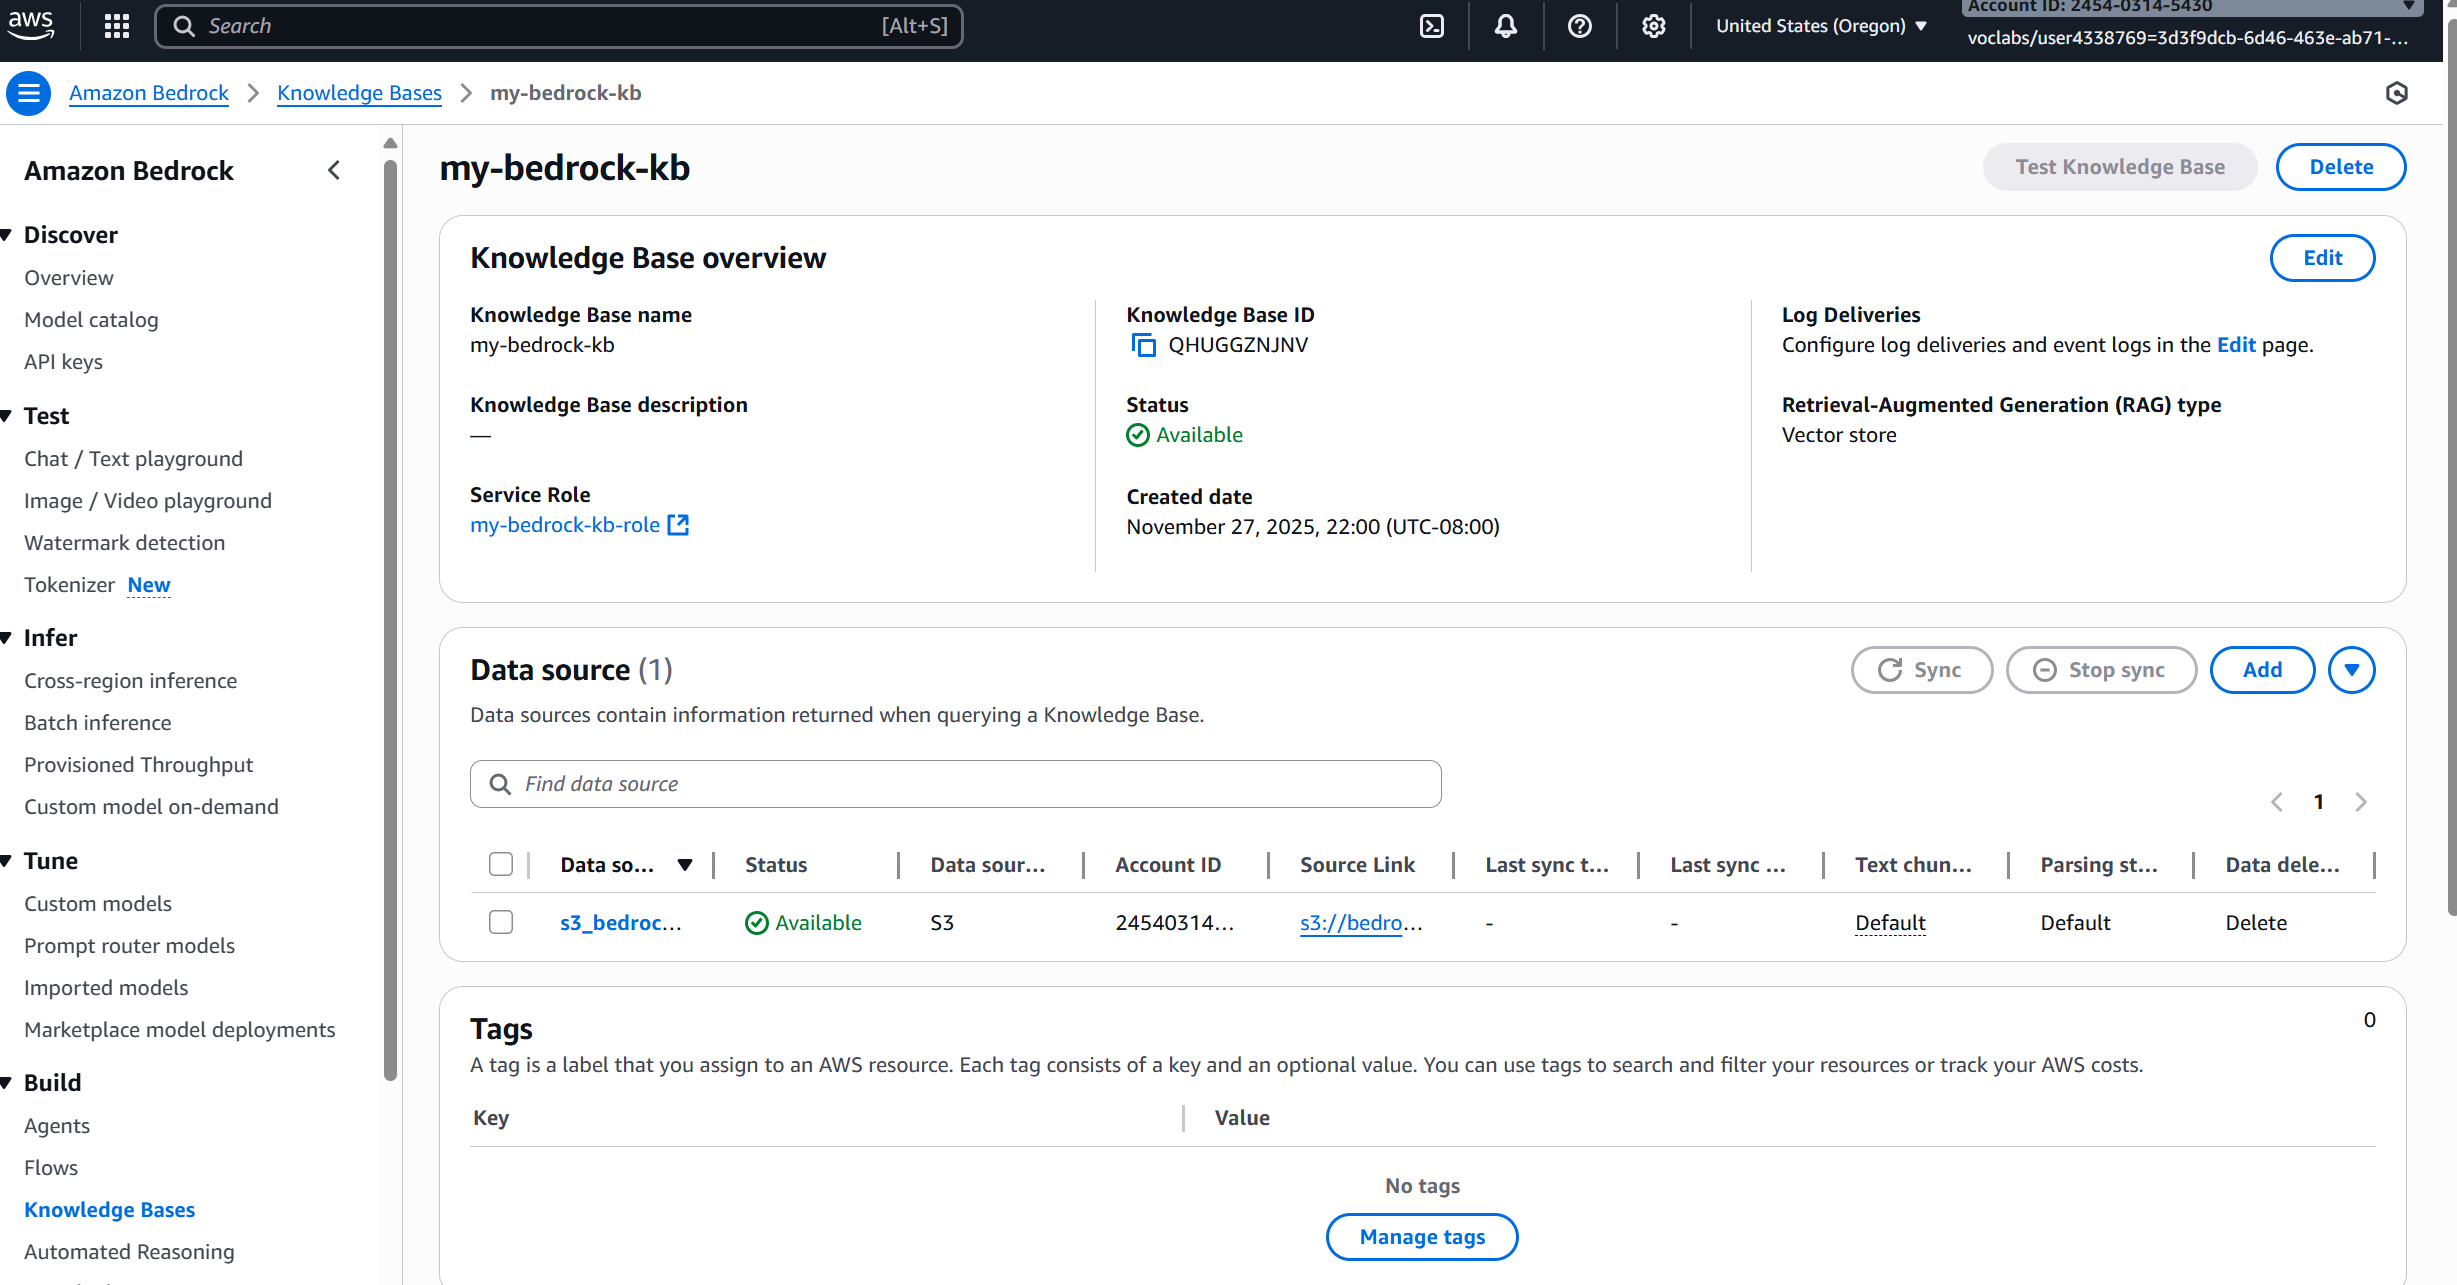 aws
Search
[Alt+S]
United States (Oregon)
Account ID: 2454-0314-5430
voclabs/user4338769=3d3f9dcb-6d46-463e-ab71-...
Amazon Bedrock
Knowledge Bases
my-bedrock-kb
Amazon Bedrock
Discover
Overview
Model catalog
API keys
Test
Chat / Text playground
Image / Video playground
Watermark detection
Tokenizer New
Infer
Cross-region inference
Batch inference
Provisioned Throughput
Custom model on-demand
Tune
Custom models
Prompt router models
Imported models
Marketplace model deployments
Build
Agents
Flows
Knowledge Bases
Automated Reasoning
my-bedrock-kb
Test Knowledge Base
Delete
Knowledge Base overview
Edit
Knowledge Base name
my-bedrock-kb
Knowledge Base description
—
Service Role
my-bedrock-kb-role
Knowledge Base ID
QHUGGZNJNV
Status
Available
Created date
November 27, 2025, 22:00 (UTC-08:00)
Log Deliveries
Configure log deliveries and event logs in the Edit page.
Retrieval-Augmented Generation (RAG) type
Vector store
Data source (1)
Sync
Stop sync
Add
Data sources contain information returned when querying a Knowledge Base.
Find data source
1
Data so... Status Data sour... Account ID Source Link Last sync t... Last sync ... Text chun... Parsing st... Data dele...
s3_bedroc... Available S3 24540314... s3://bedro... - - Default Default Delete
Tags
0
A tag is a label that you assign to an AWS resource. Each tag consists of a key and an optional value. You can use tags to search and filter your resources or track your AWS costs.
Key Value
No tags
Manage tags